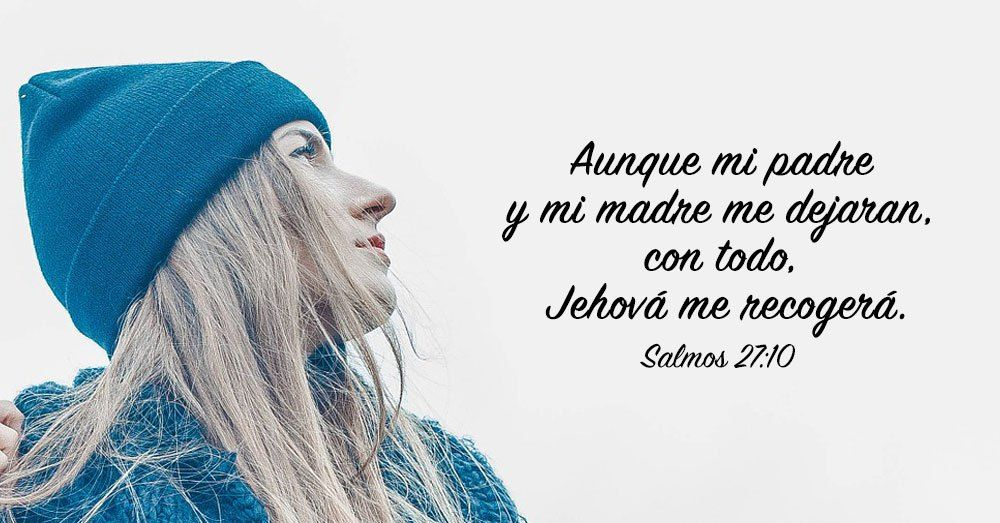 Aunque mi padre
y mi madre me dejaran,
con todo,
Jehová me recogerá.
Salmos 27:10